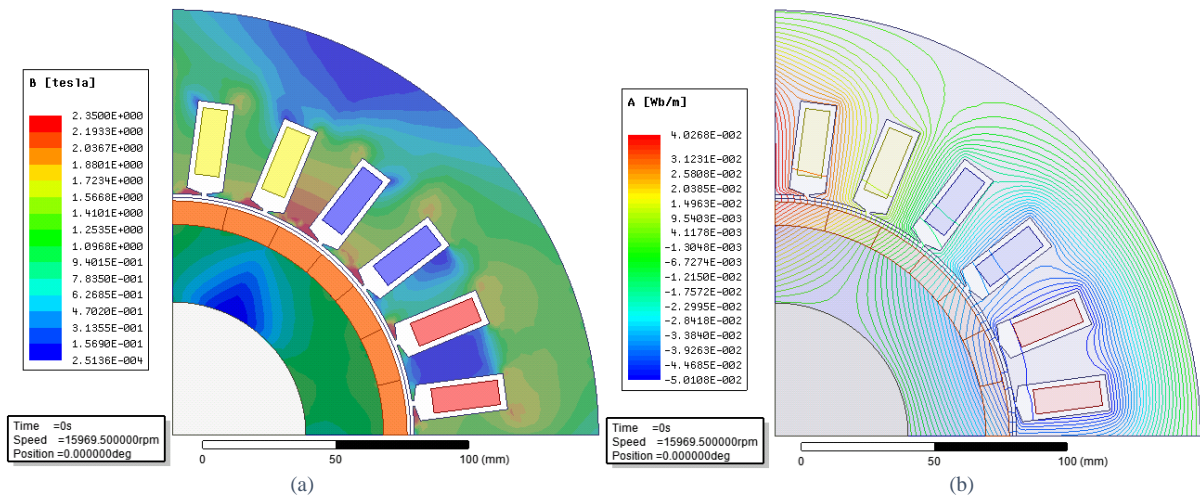 B [tesla]
2.3500E+000
2.1933E+000
2.0367E+000
1.8801E+000
1.7234E+000
1.5668E+000
1.4101E+000
1.2535E+000
1.0968E+000
9.4015E-001
7.8350E-001
6.2685E-001
4.7020E-001
3.1355E-001
1.5690E-001
2.5136E-004
Time =0s
Speed =15969.500000rpm
Position =0.000000deg
0 50 100 (mm)
(a)
A [Wb/m]
4.0268E-002
3.1231E-002
2.5808E-002
2.0385E-002
1.4963E-002
9.5403E-003
4.1178E-003
-1.3048E-003
-6.7274E-003
-1.2150E-002
-1.7572E-002
-2.2995E-002
-2.8418E-002
-3.3840E-002
-3.9263E-002
-4.4685E-002
-5.0108E-002
Time =0s
Speed =15969.500000rpm
Position =0.000000deg
0 50 100 (mm)
(b)